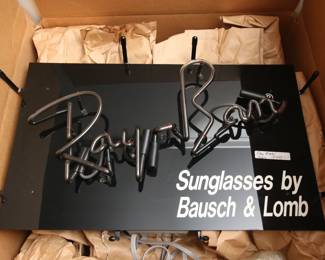 Ray-Ban
Sunglasses by
Bausch & Lomb